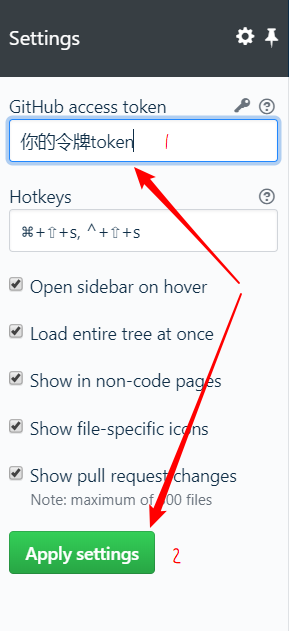 Settings
GitHub access token
你的令牌token 1
Hotkeys
⌘+⇧+s, ^+⇧+s
Open sidebar on hover
Load entire tree at once
Show in non-code pages
Show file-specific icons
Show pull request changes
Note: maximum of 00 files
Apply settings 2